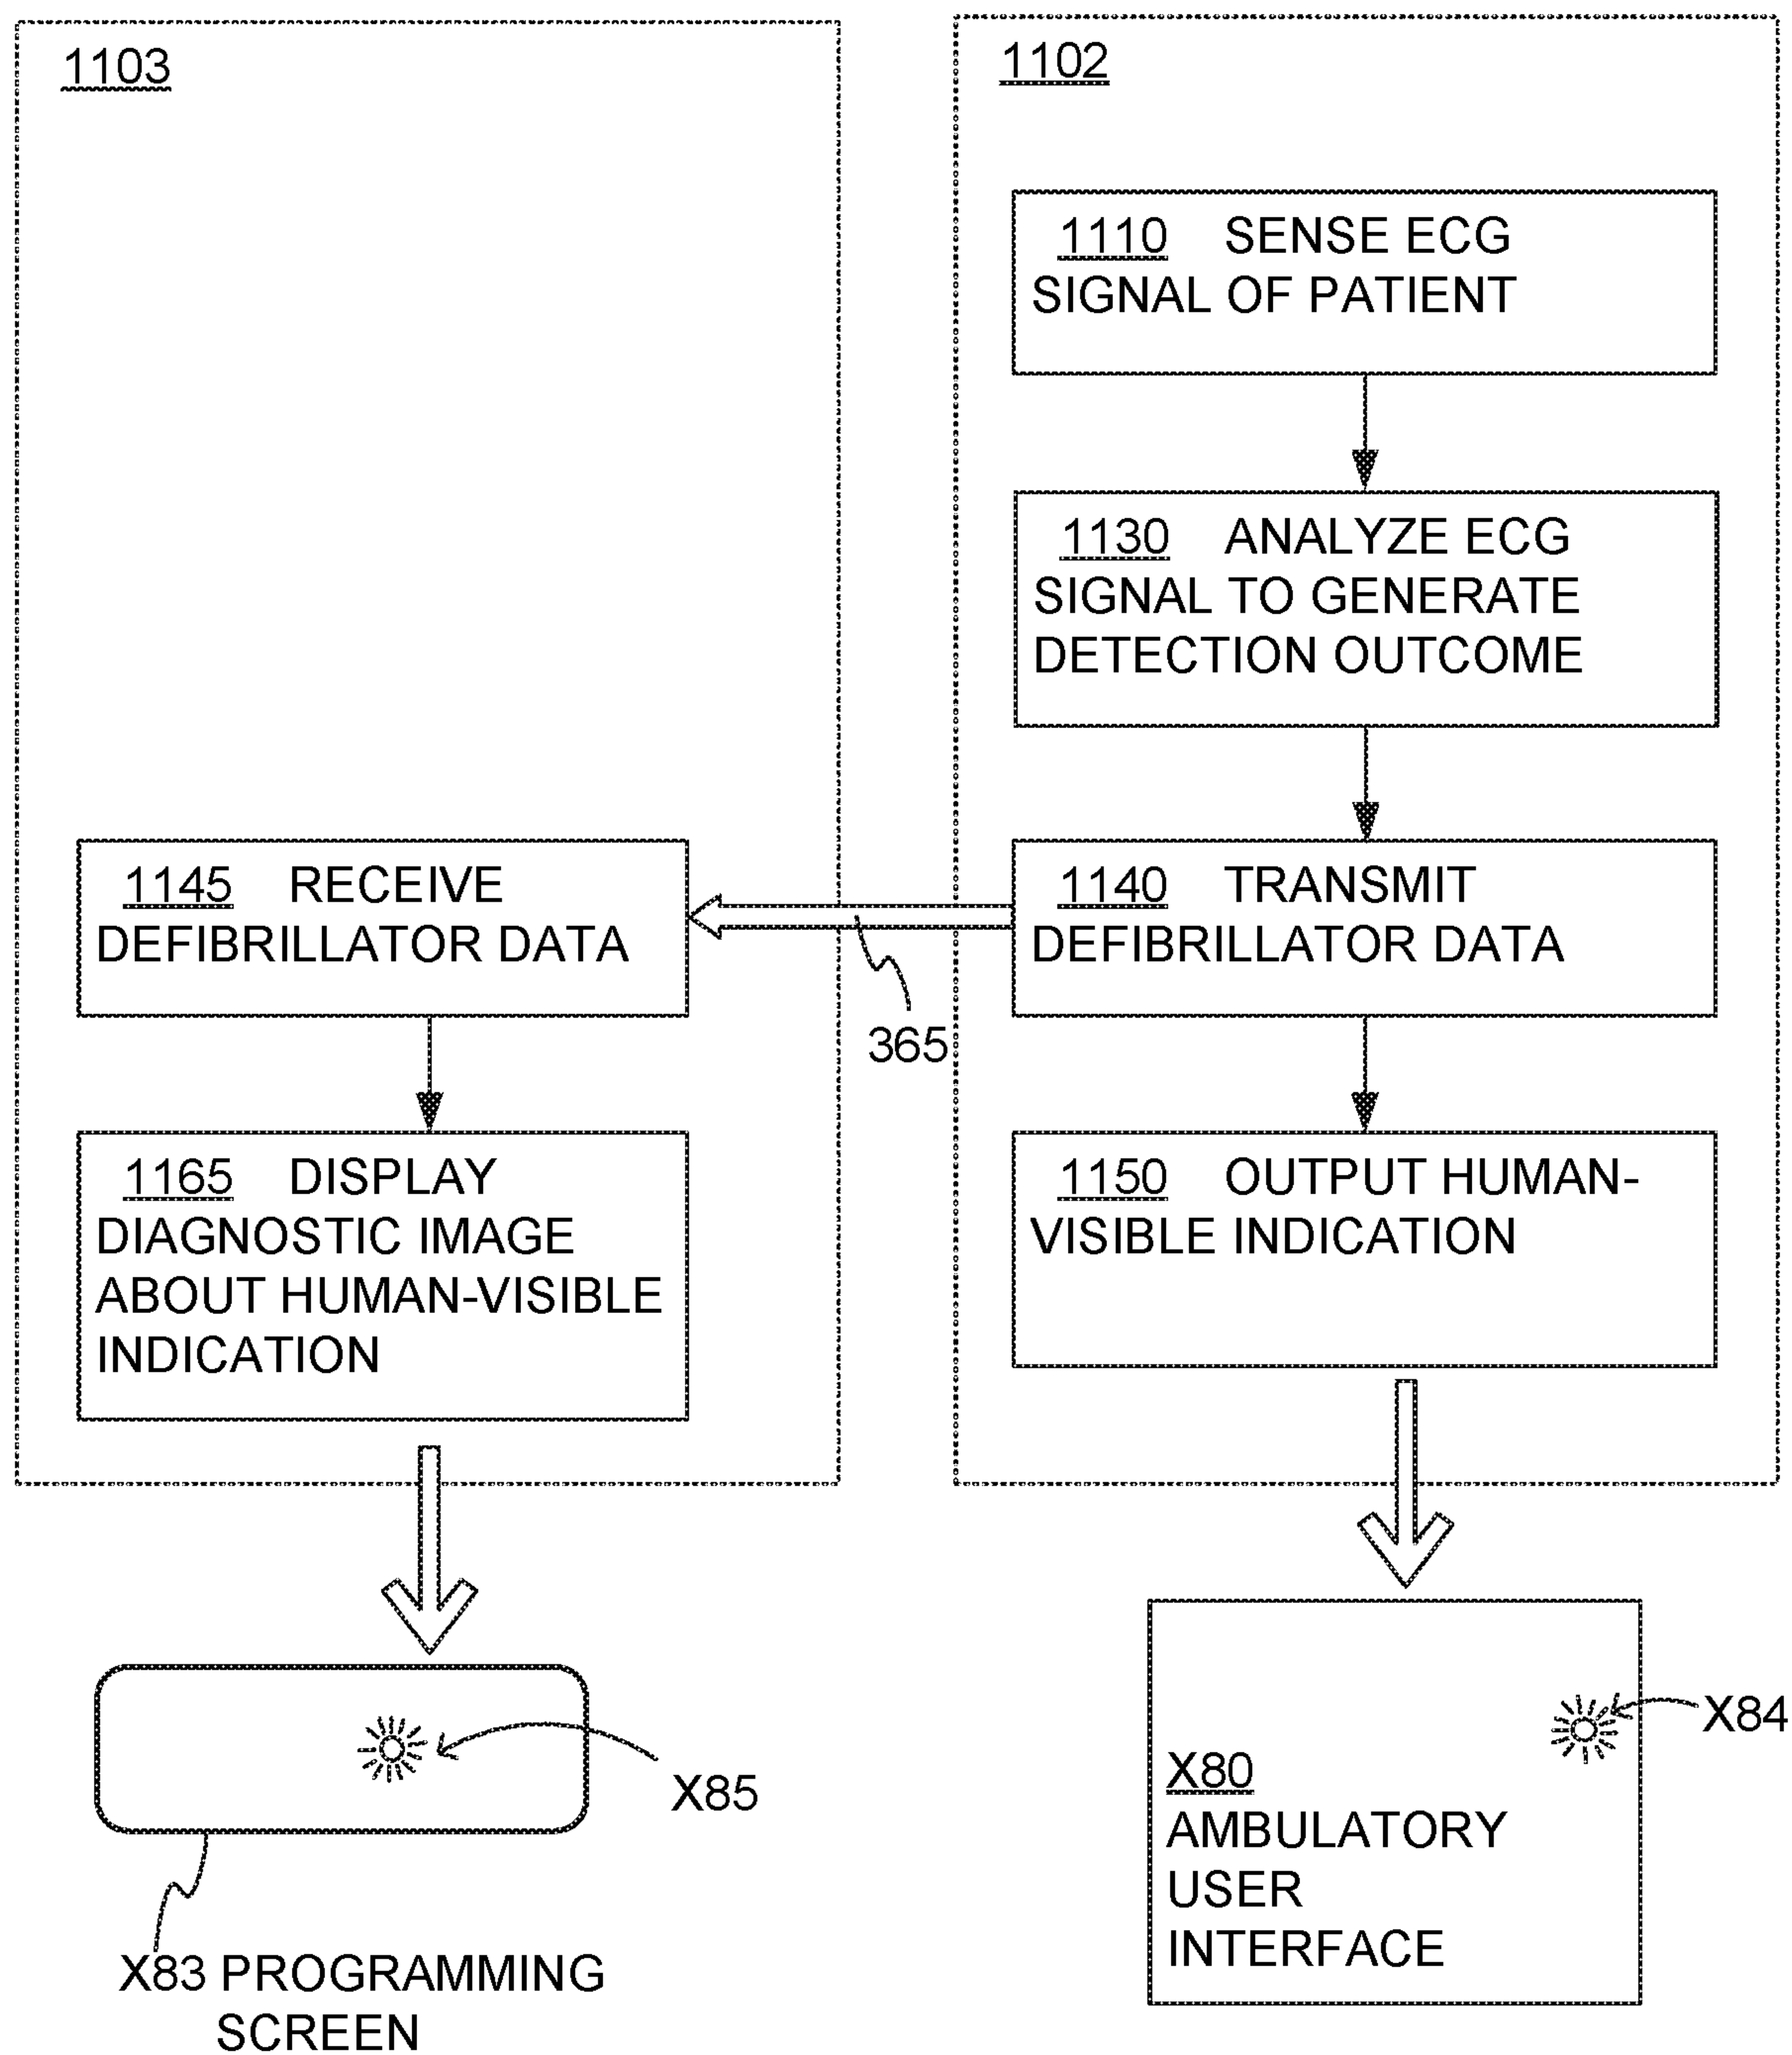 1103
1102
1110 SENSE ECG
SIGNAL OF PATIENT
1130 ANALYZE ECG
SIGNAL TO GENERATE
DETECTION OUTCOME
1145 RECEIVE
DEFIBRILLATOR DATA
1140 TRANSMIT
DEFIBRILLATOR DATA
365
1165 DISPLAY
DIAGNOSTIC IMAGE
ABOUT HUMAN-VISIBLE
INDICATION
1150 OUTPUT HUMAN-
VISIBLE INDICATION
X85
X83 PROGRAMMING
SCREEN
X84
X80
AMBULATORY
USER
INTERFACE